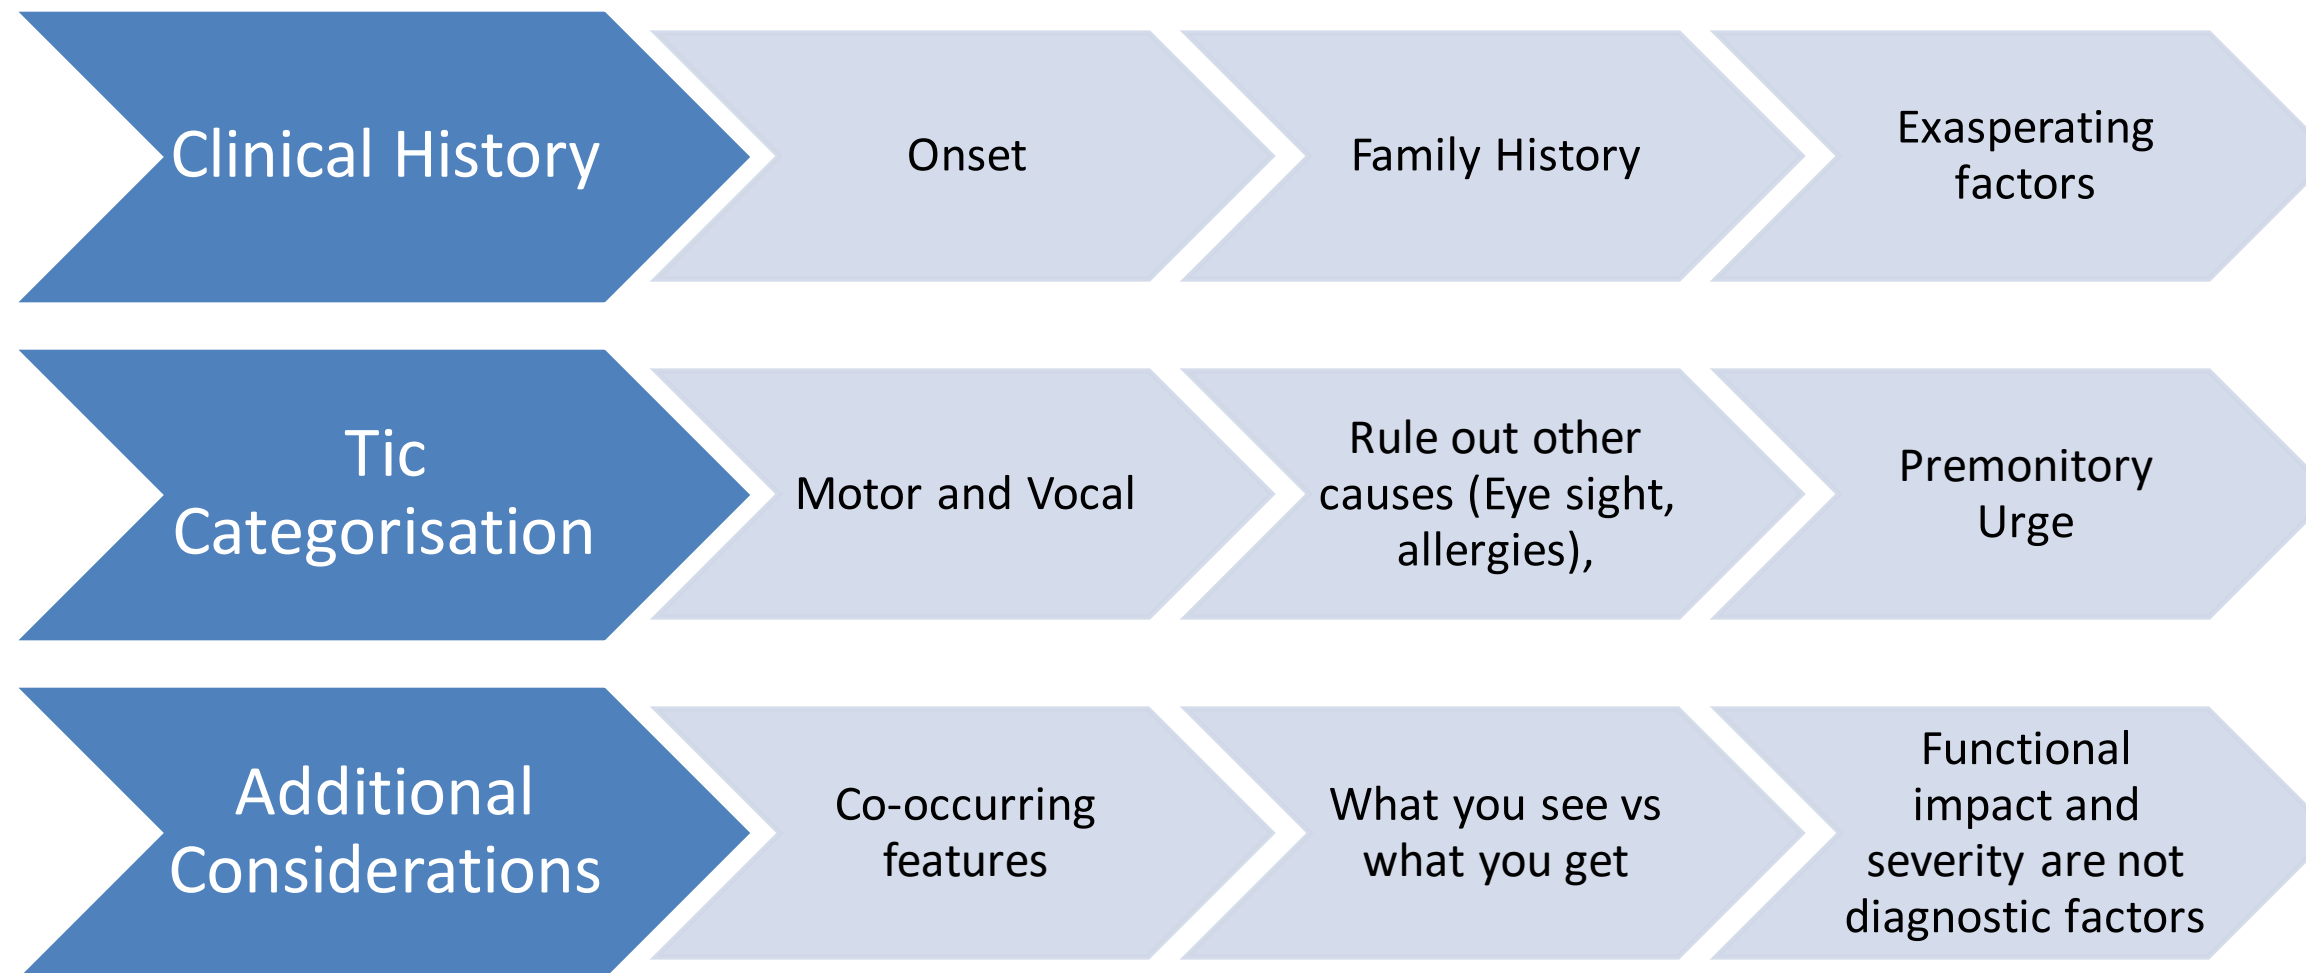 Clinical History
Onset
Family History
Exasperating
factors
Tic
Categorisation
Motor and Vocal
Rule out other
causes (Eye sight,
allergies),
Premonitory
Urge
Additional
Considerations
Co-occurring
features
What you see vs
what you get
Functional
impact and
severity are not
diagnostic factors